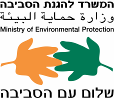 המשרד להגנת הסביבה
وزارة حماية البيئة
Ministry of Environmental Protection
שלום עם הסביבה